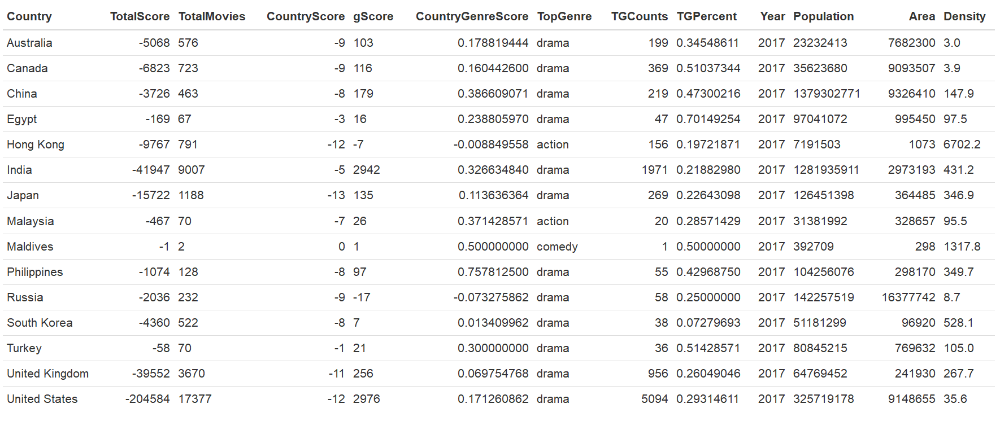 Country TotalScore TotalMovies CountryScore gScore CountryGenreScore TopGenre TGCounts TGPercent Year Population Area Density
Australia -5068 576 -9 103 0.178819444 drama 199 0.34548611 2017 23232413 7682300 3.0
Canada -6823 723 -9 116 0.160442600 drama 369 0.51037344 2017 35623680 9093507 3.9
China -3726 463 -8 179 0.386609071 drama 219 0.47300216 2017 1379302771 9326410 147.9
Egypt -169 67 -3 16 0.238805970 drama 47 0.70149254 2017 97041072 995450 97.5
Hong Kong -9767 791 -12 -7 -0.008849558 action 156 0.19721871 2017 7191503 1073 6702.2
India -41947 9007 -5 2942 0.326634840 drama 1971 0.21882980 2017 1281935911 2973193 431.2
Japan -15722 1188 -13 135 0.113636364 drama 269 0.22643098 2017 126451398 364485 346.9
Malaysia -467 70 -7 26 0.371428571 action 20 0.28571429 2017 31381992 328657 95.5
Maldives -1 2 0 1 0.500000000 comedy 1 0.50000000 2017 392709 298 1317.8
Philippines -1074 128 -8 97 0.757812500 drama 55 0.42968750 2017 104256076 298170 349.7
Russia -2036 232 -9 -17 -0.073275862 drama 58 0.25000000 2017 142257519 16377742 8.7
South Korea -4360 522 -8 7 0.013409962 drama 38 0.07279693 2017 51181299 96920 528.1
Turkey -58 70 -1 21 0.300000000 drama 36 0.51428571 2017 80845215 769632 105.0
United Kingdom -39552 3670 -11 256 0.069754768 drama 956 0.26049046 2017 64769452 241930 267.7
United States -204584 17377 -12 2976 0.171260862 drama 5094 0.29314611 2017 325719178 9148655 35.6